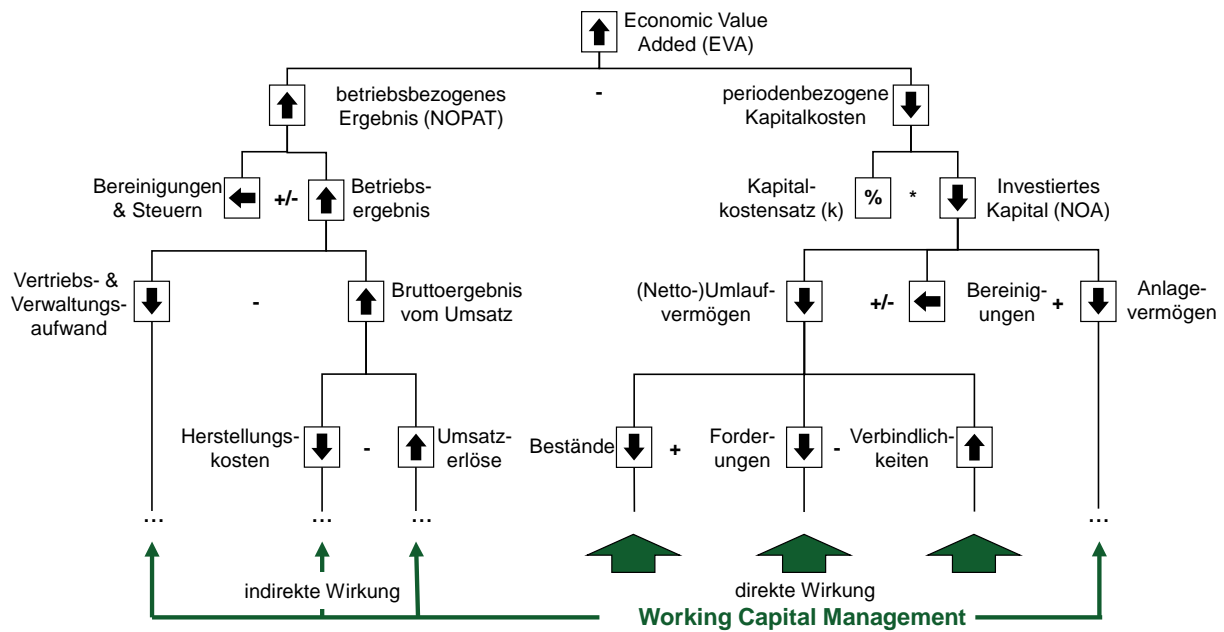 Economic Value
Added (EVA)
betriebsbezogenes
Ergebnis (NOPAT)
-
periodenbezogene
Kapitalkosten
Bereinigungen
& Steuern
+/-
Betriebs-
ergebnis
Kapital-
kostensatz (k)
%
*
Investiertes
Kapital (NOA)
Vertriebs- &
Verwaltungs-
aufwand
-
Bruttoergebnis
vom Umsatz
(Netto-)Umlauf-
vermögen
+/-
Bereinig-
ungen
+
Anlage-
vermögen
Herstellungs-
kosten
-
Umsatz-
erlöse
Bestände
+
Forder-
ungen
-
Verbindlich-
keiten
...
...
...
...
indirekte Wirkung
direkte Wirkung
Working Capital Management